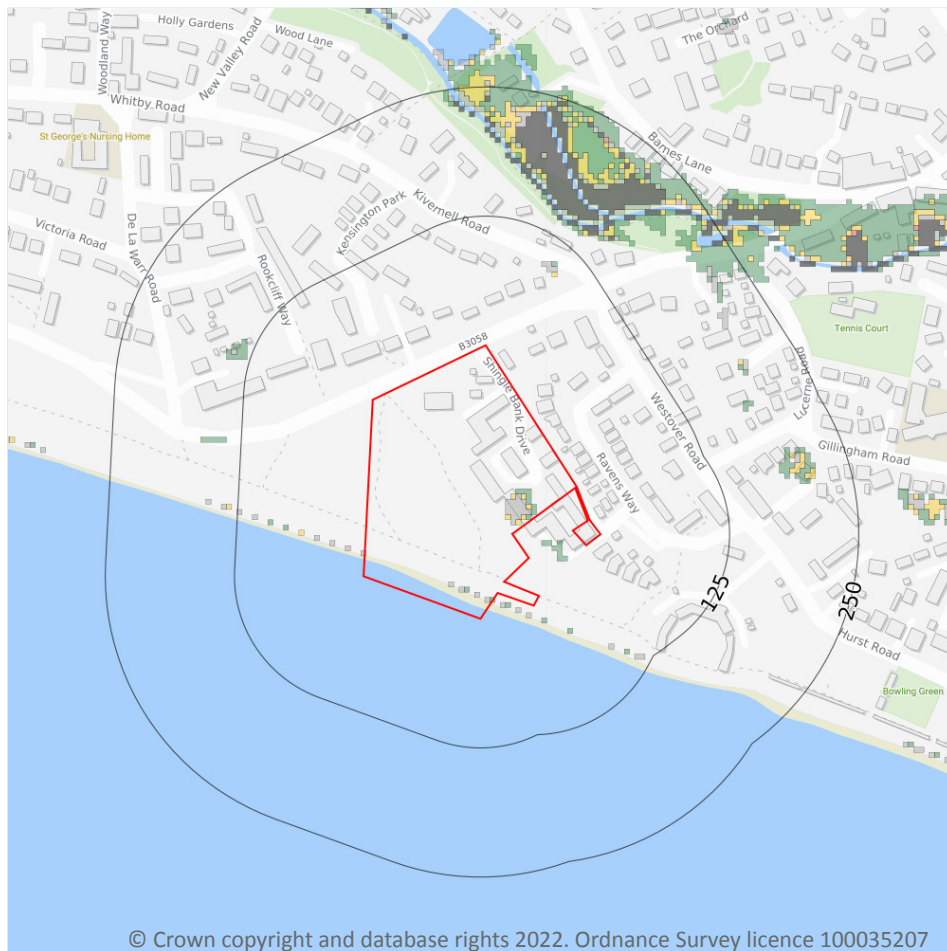 Holly Gardens
Wood Lane
The Orchard
Woodland Way
New Valley Road
Whitby Road
St George's Nursing Home
Barnes Lane
Kensington Park
Kivernell Road
Victoria Road
De La Warr Road
Rookcliff Way
Tennis Court
B3058
Shingle Bank Drive
Lucerne Road
Westover Road
Gillingham Road
Ravens Way
125
250
Hurst Road
Bowling Green
© Crown copyright and database rights 2022. Ordnance Survey licence 100035207